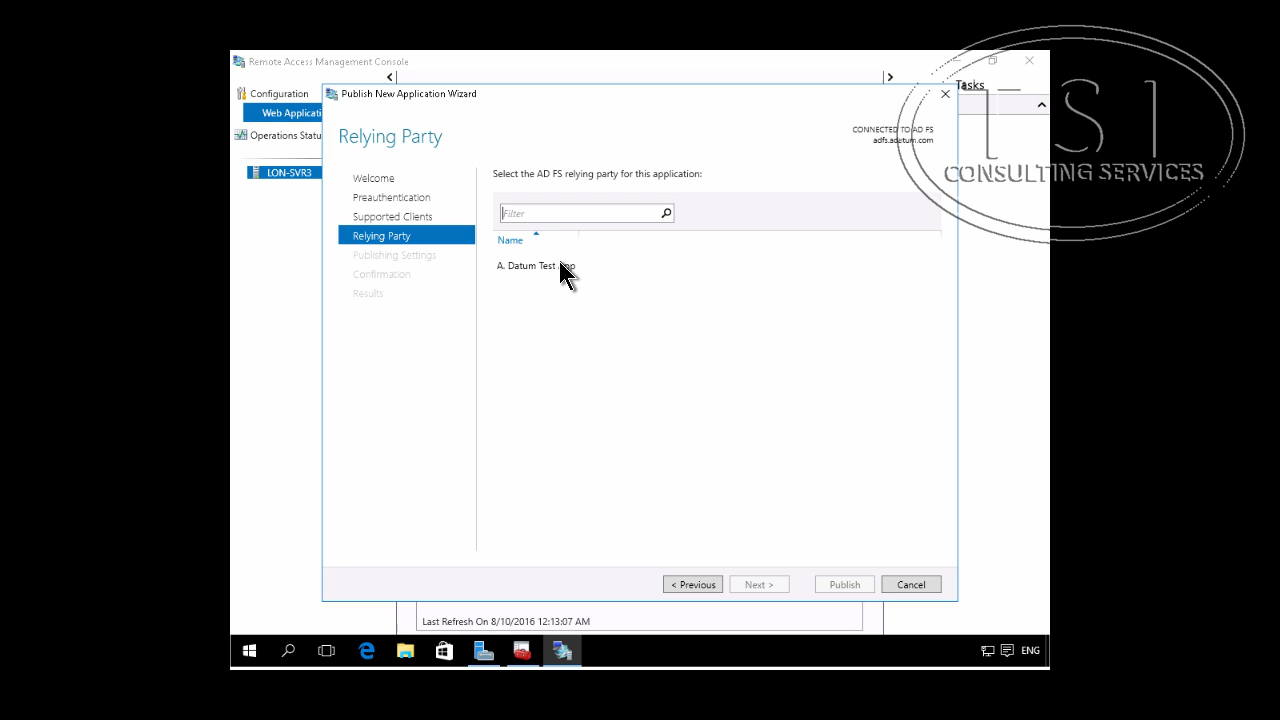 Remote Access Management Console
Configuration
Web Applicati
Operations Statu
LON-SVR3
Tasks
Publish New Application Wizard
Relying Party
CONNECTED TO AD FS
adfs.adatum.com
Welcome
Preauthentication
Supported Clients
Relying Party
Publishing Settings
Confirmation
Results
Select the AD FS relying party for this application:
Filter
Name
A. Datum Test
< Previous
Next >
Publish
Cancel
Last Refresh On 8/10/2016 12:13:07 AM
ENG
CONSULTING SERVICES